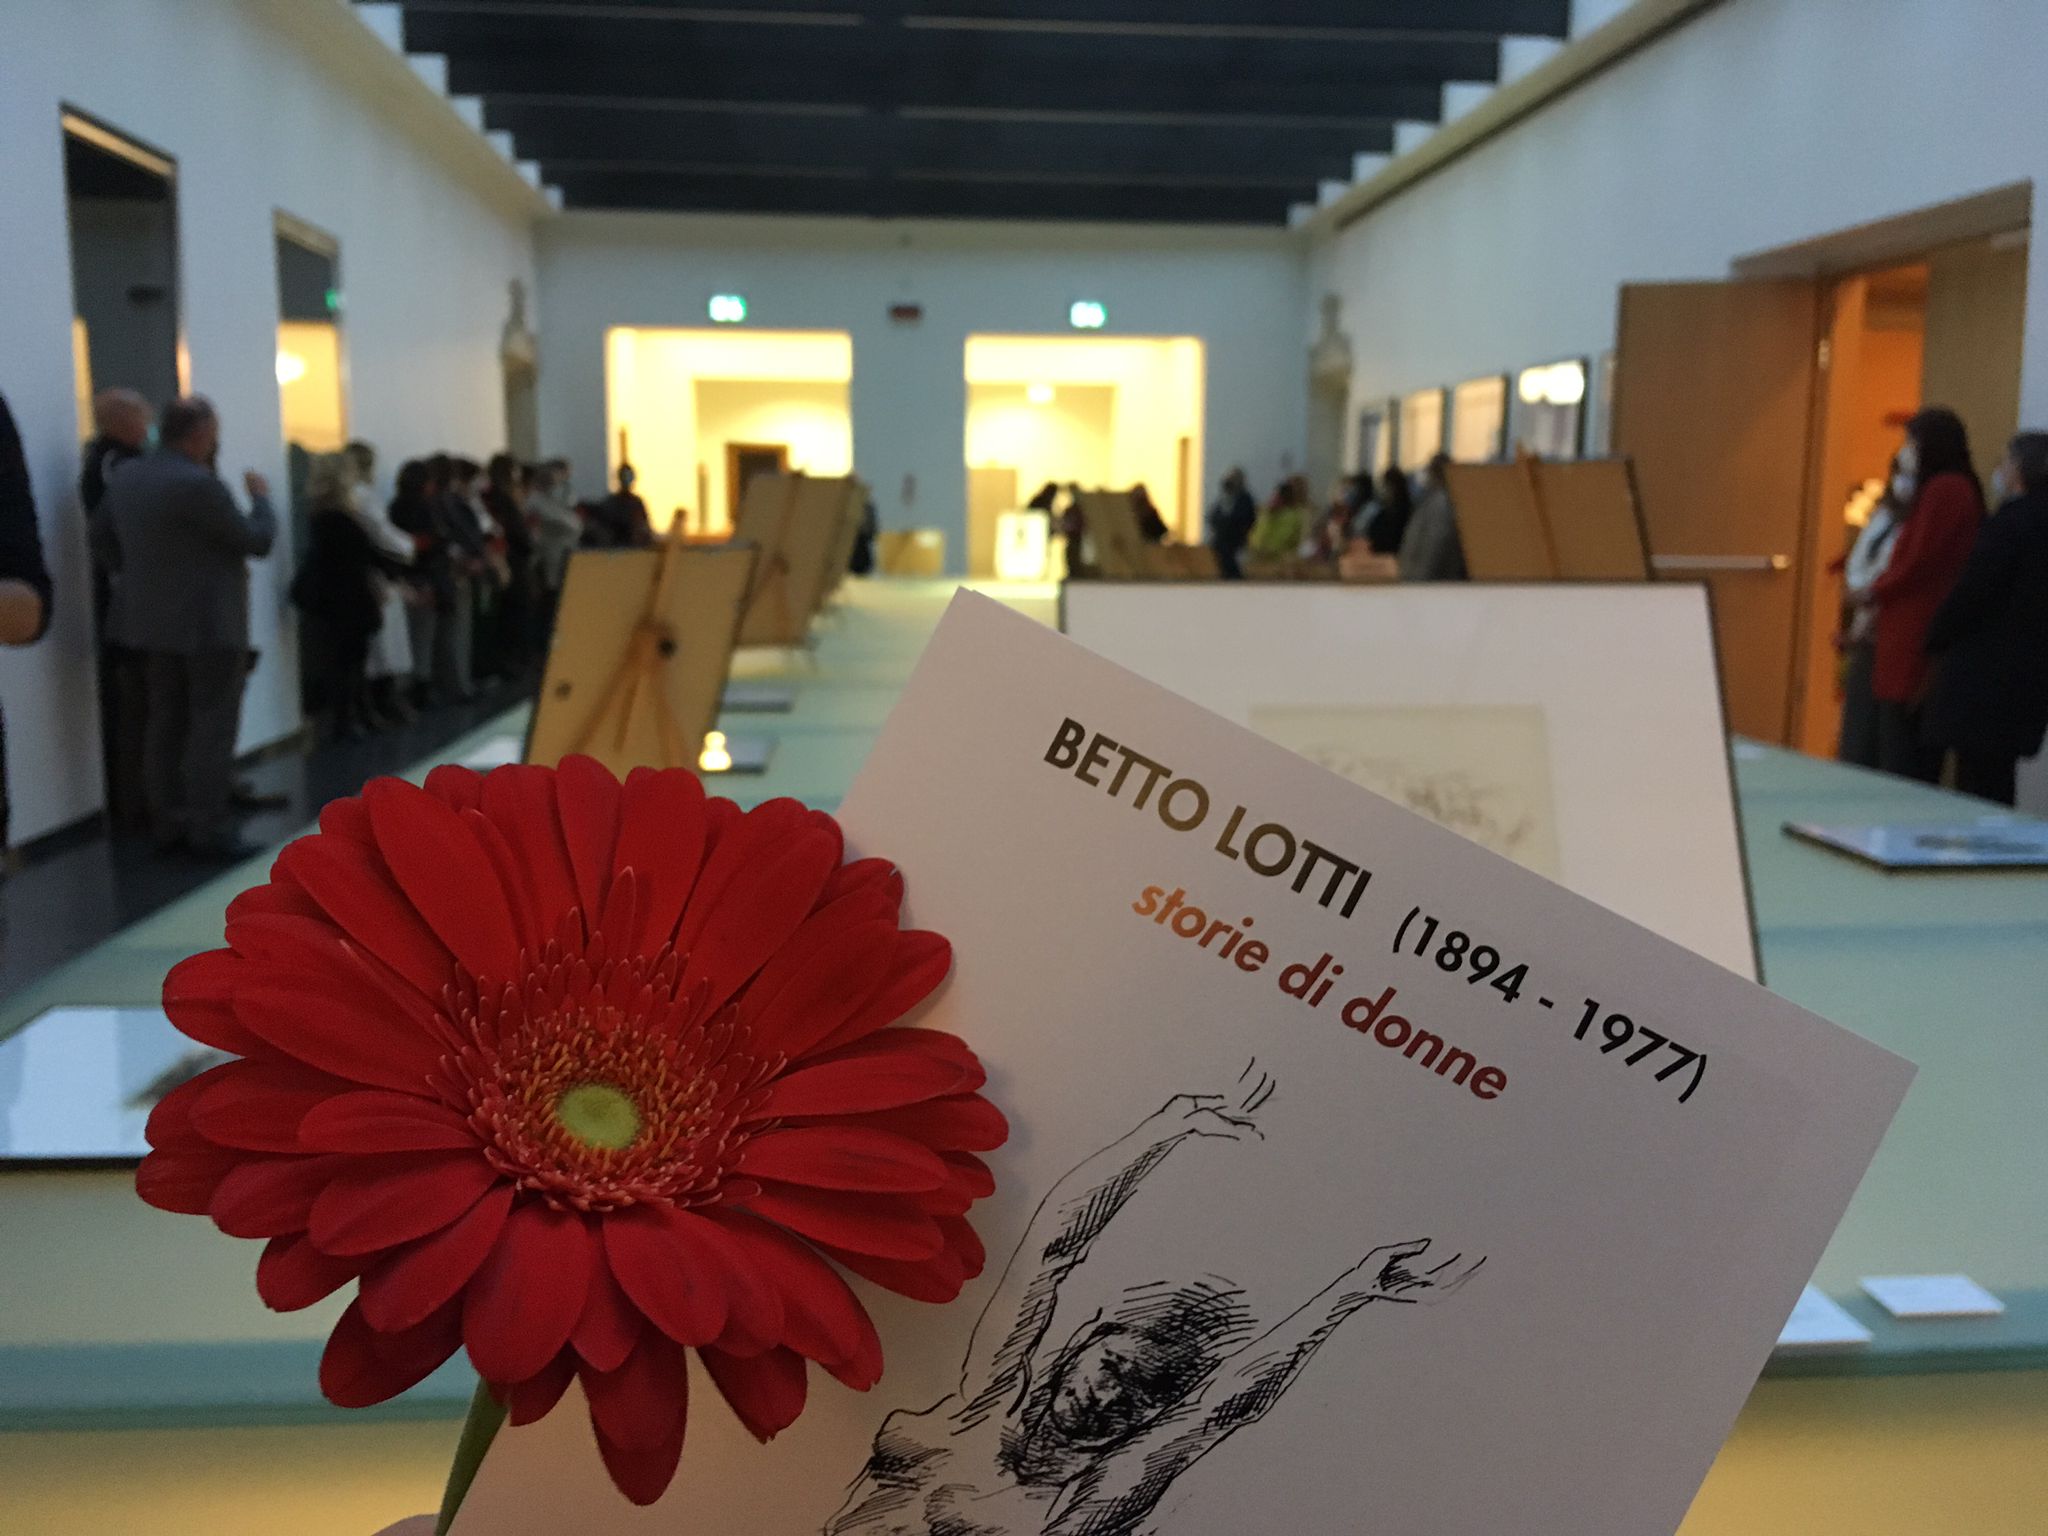 BETTO LOTTI (1894 - 1977)
storie di donne